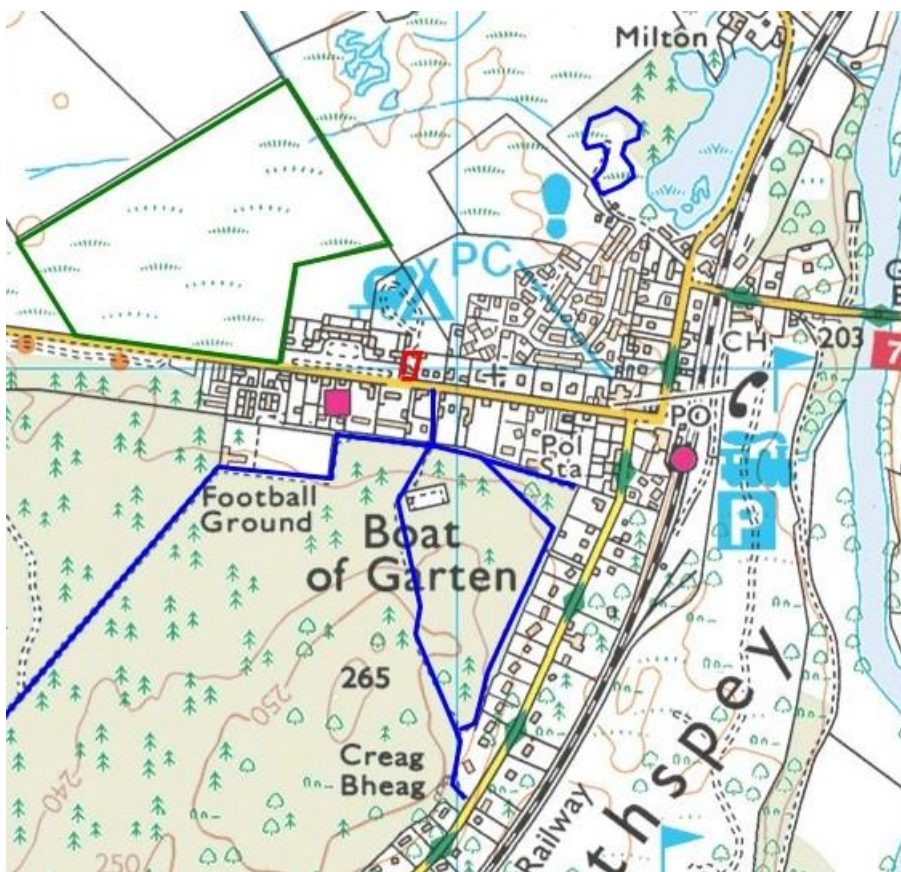 Milton
PC
G
E
CH
203
7
PO
Pol
Sta
Football
Ground
Boat
of Garten
P
265
250
240
Creag
Bheag
250
Railway
thspey